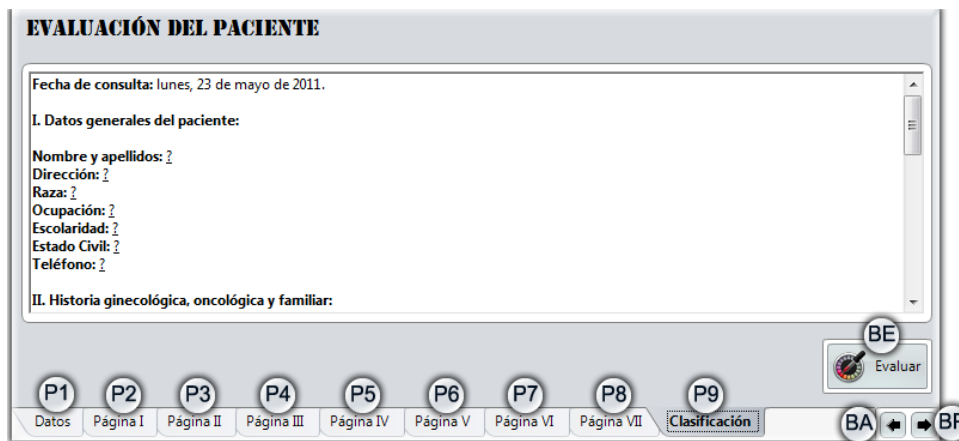 EVALUACIÓN DEL PACIENTE
Fecha de consulta: lunes, 23 de mayo de 2011.
I. Datos generales del paciente:
Nombre y apellidos: ?
Dirección: ?
Raza: ?
Ocupación: ?
Escolaridad: ?
Estado Civil: ?
Teléfono: ?
II. Historia ginecológica, oncológica y familiar:
BE
Evaluar
P1 P2 P3 P4 P5 P6 P7 P8 P9
Datos Página I Página II Página III Página IV Página V Página VI Página VII Clasificación
BA